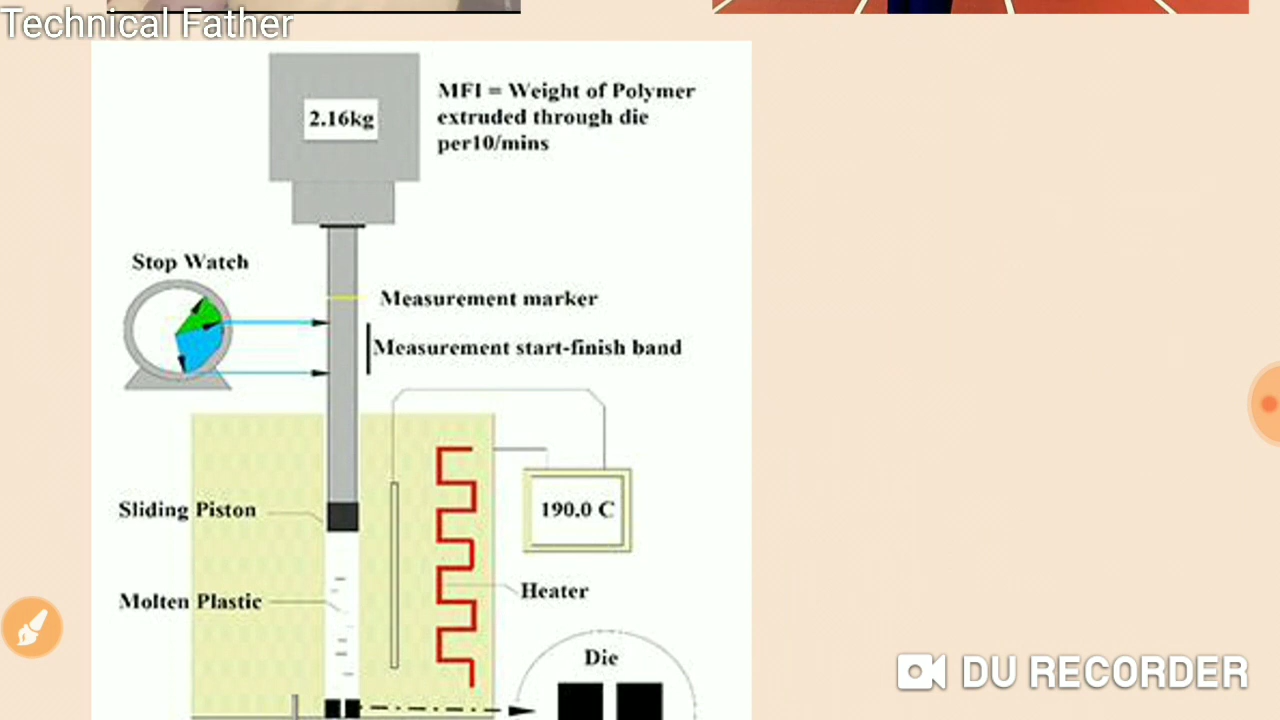 Technical Father
2.16kg
MFI = Weight of Polymer
extruded through die
per10/mins
Stop Watch
Measurement marker
Measurement start-finish band
Sliding Piston
190.0 C
Molten Plastic
Heater
Die
DU RECORDER